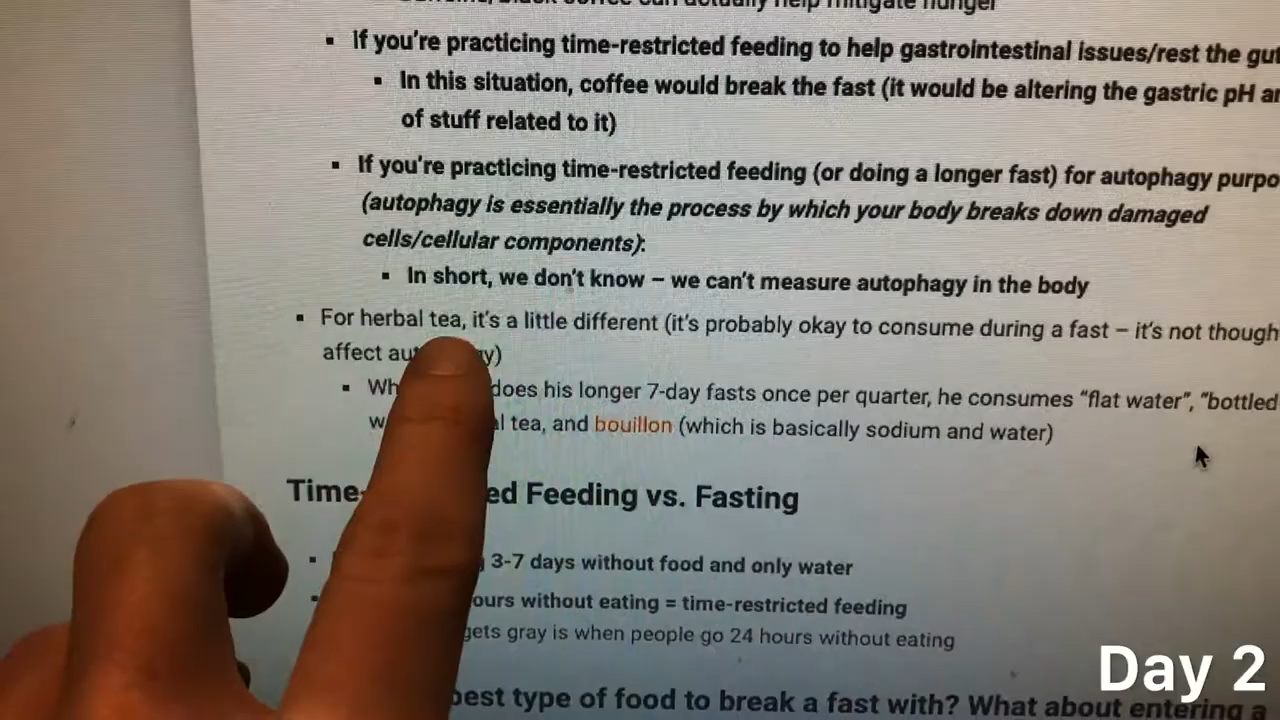 black coffee can actually help mitigate hunger
▪ If you're practicing time-restricted feeding to help gastrointestinal issues/rest the gut
▪ In this situation, coffee would break the fast (it would be altering the gastric pH
of stuff related to it)
▪ If you're practicing time-restricted feeding (or doing a longer fast) for autophagy
(autophagy is essentially the process by which your body breaks down damaged
cells/cellular components):
▪ In short, we don't know – we can't measure autophagy in the body
▪ For herbal tea, it's a little different (it's probably okay to consume during a fast – it's not
affect
▪ does his longer 7-day fasts once per quarter, he consumes "flat water", "bottled
tea, and bouillon (which is basically sodium and water)
Feeding vs. Fasting
▪ 3-7 days without food and only water
▪ without eating = time-restricted feeding
gets gray is when people go 24 hours without eating
best type of food to break a fast with? What about entering a
Day 2